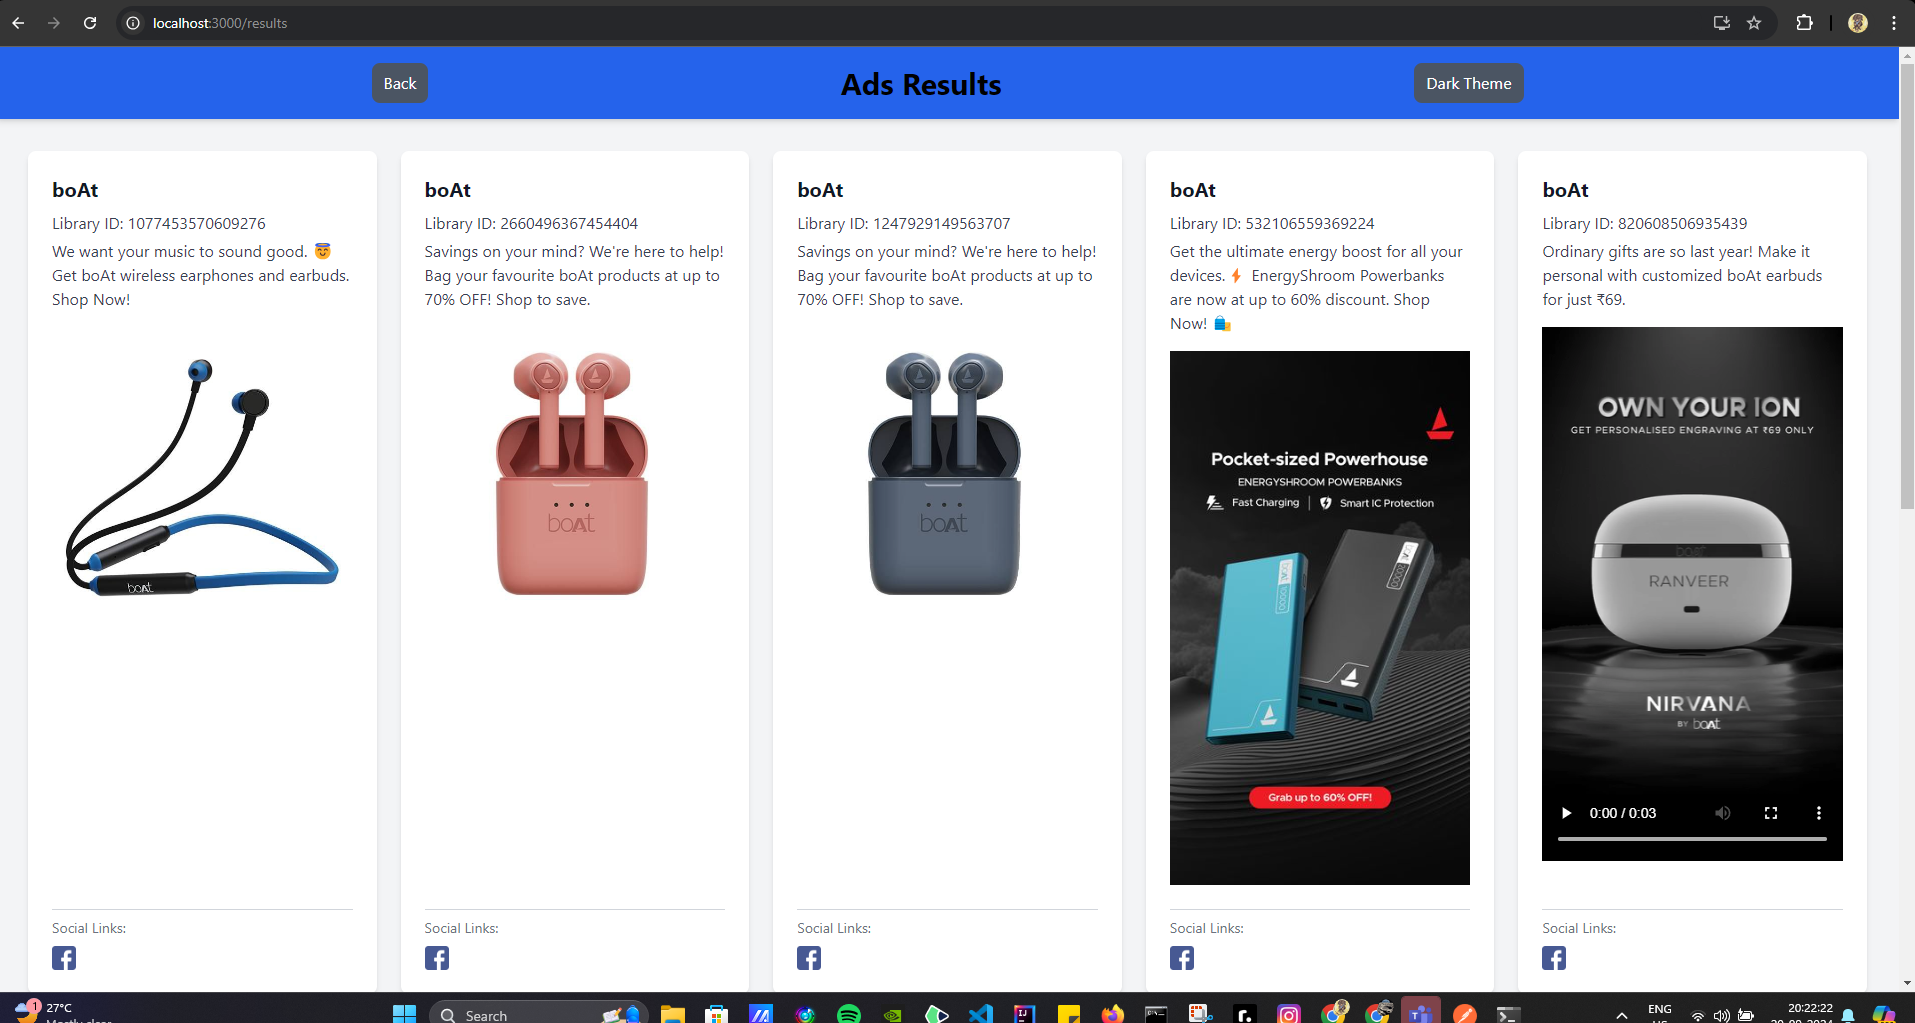 localhost:3000/results
Back
Ads Results
Dark Theme
boAt
Library ID: 1077453570609276
We want your music to sound good. 😇
Get boAt wireless earphones and earbuds.
Shop Now!
boAt
Social Links:
boAt
Library ID: 2660496367454404
Savings on your mind? We're here to help!
Bag your favourite boAt products at up to
70% OFF! Shop to save.
boAt
Social Links:
boAt
Library ID: 1247929149563707
Savings on your mind? We're here to help!
Bag your favourite boAt products at up to
70% OFF! Shop to save.
boAt
Social Links:
boAt
Library ID: 532106559369224
Get the ultimate energy boost for all your
devices.⚡ EnergyShroom Powerbanks
are now at up to 60% discount. Shop
Now! 🛍️
Pocket-sized Powerhouse
ENERGYSHROOM POWERBANKS
Fast Charging | Smart IC Protection
boAt
boAt 20000
Grab up to 60% OFF!
Social Links:
boAt
Library ID: 820608506935439
Ordinary gifts are so last year! Make it
personal with customized boAt earbuds
for just ₹69.
OWN YOUR ION
GET PERSONALISED ENGRAVING AT ₹69 ONLY
boAt
RANVEER
NIRVANA
BY boAt
0:00 / 0:03
Social Links:
1
27°C
Search
ENG
20:22:22